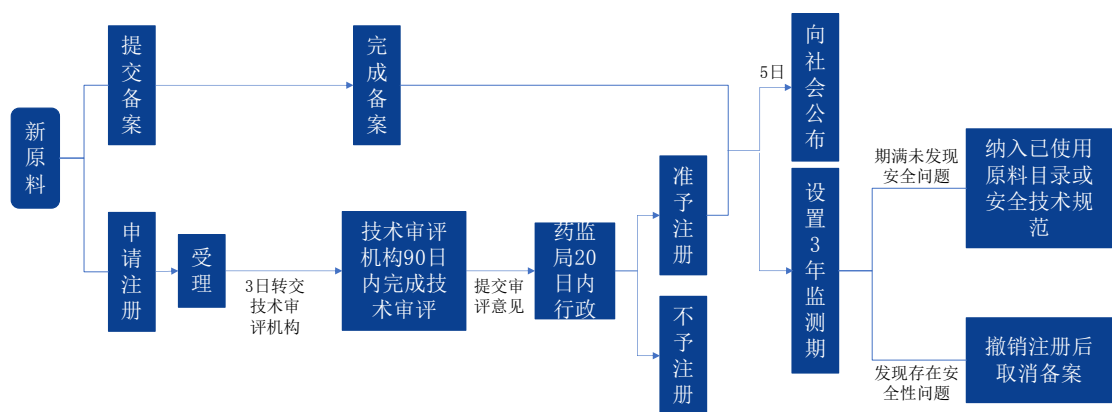 新
原
料
提
交
备
案
完
成
备
案
申
请
注
册
受
理
3日转交
技术审
评机构
技术审评
机构90日
内完成技
术审评
提交审
评意见
药监
局20
日内
行政
准
予
注
册
不
予
注
册
5日
向
社
会
公
布
设
置
3
年
监
测
期
期满未发现
安全问题
纳入已使用
原料目录或
安全技术规
范
发现存在安
全性问题
撤销注册后
取消备案